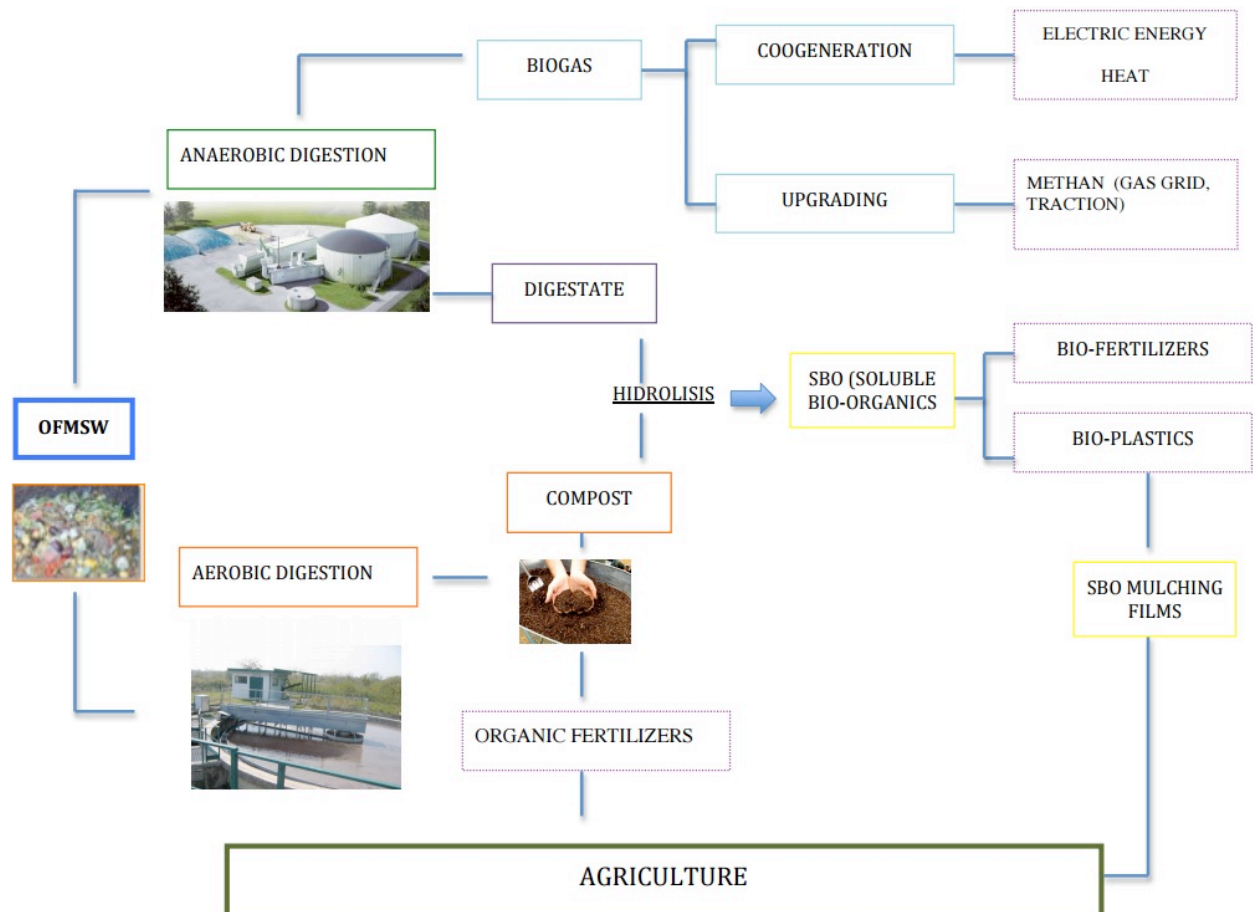 BIOGAS
COOGENERATION
ELECTRIC ENERGY
HEAT
ANAEROBIC DIGESTION
UPGRADING
METHAN (GAS GRID,
TRACTION)
DIGESTATE
HIDROLISIS
SBO (SOLUBLE
BIO-ORGANICS
BIO-FERTILIZERS
BIO-PLASTICS
OFMSW
COMPOST
AEROBIC DIGESTION
SBO MULCHING
FILMS
ORGANIC FERTILIZERS
AGRICULTURE